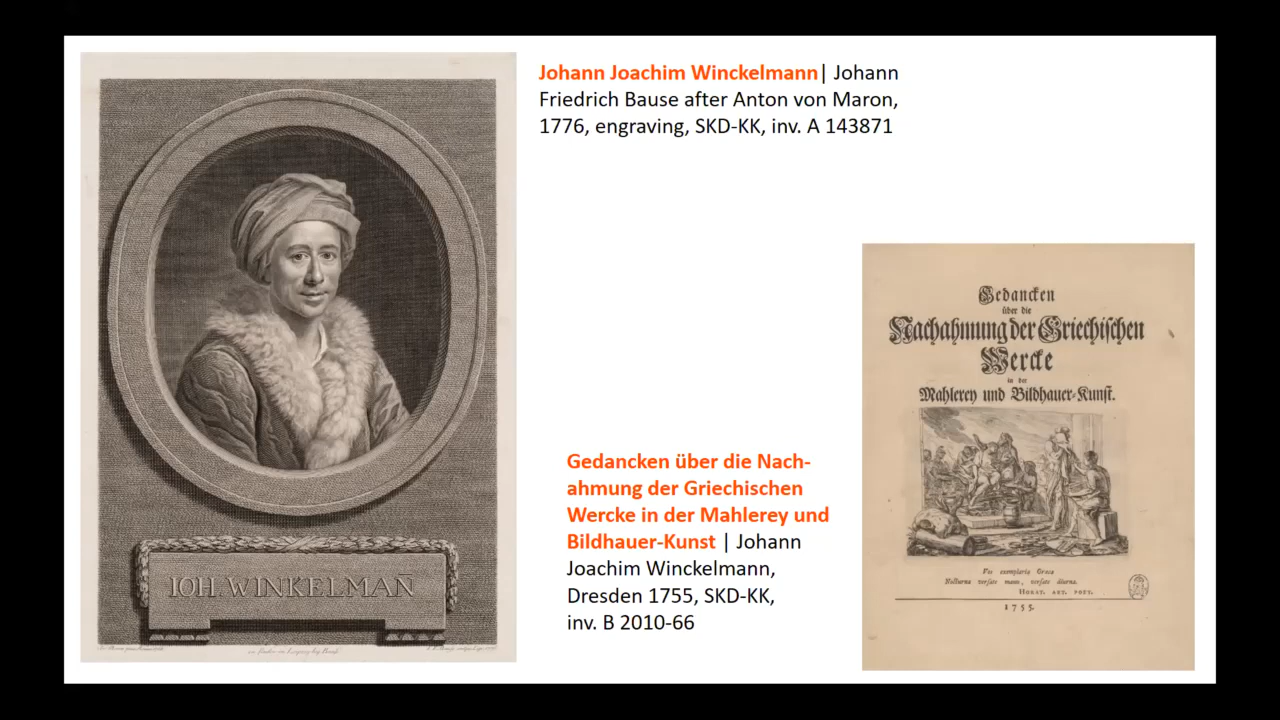 Johann Joachim Winckelmann| Johann
Friedrich Bause after Anton von Maron,
1776, engraving, SKD-KK, inv. A 143871
IOH. WINKELMAN̄
Gedancken über die Nach-
ahmung der Griechischen
Wercke in der Mahlerey und
Bildhauer-Kunst | Johann
Joachim Winckelmann,
Dresden 1755, SKD-KK,
inv. B 2010-66
Gedancken
über die
Nachahmung der Griechischen
Wercke
in der
Mahlerey und Bildhauer-Kunst.
Vos exemplaria Græca
Nocturna versate manu, versate diurna.
HORAT. ART. POET.
1755.